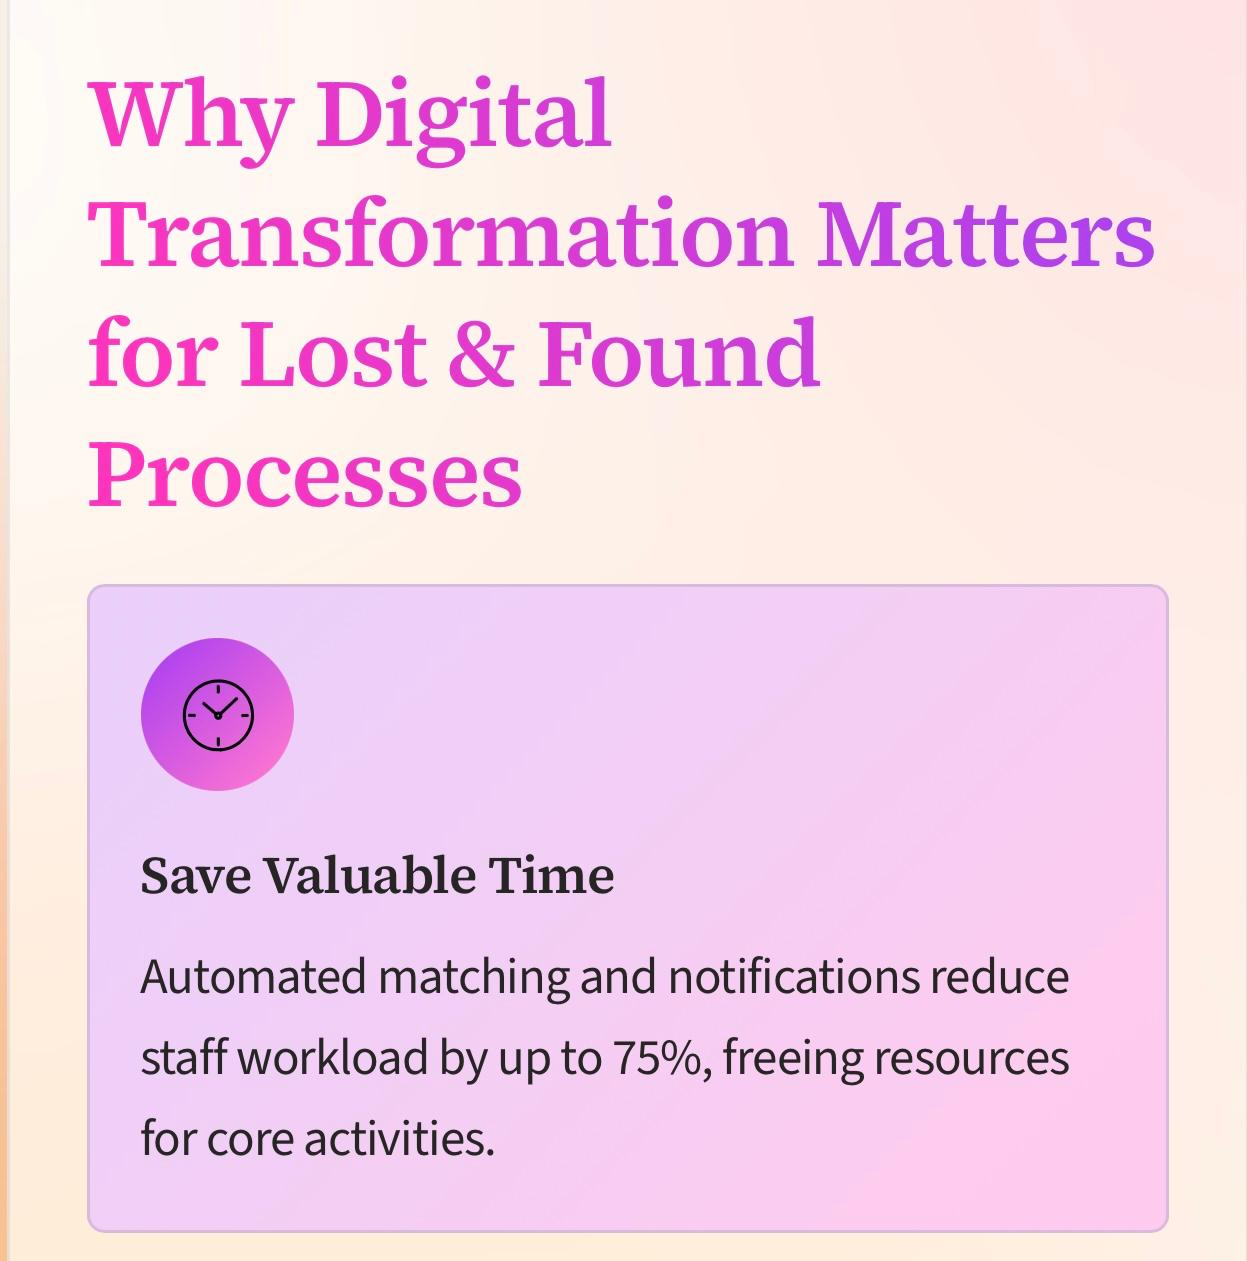 Why Digital
Transformation Matters
for Lost & Found
Processes
Save Valuable Time
Automated matching and notifications reduce
staff workload by up to 75%, freeing resources
for core activities.